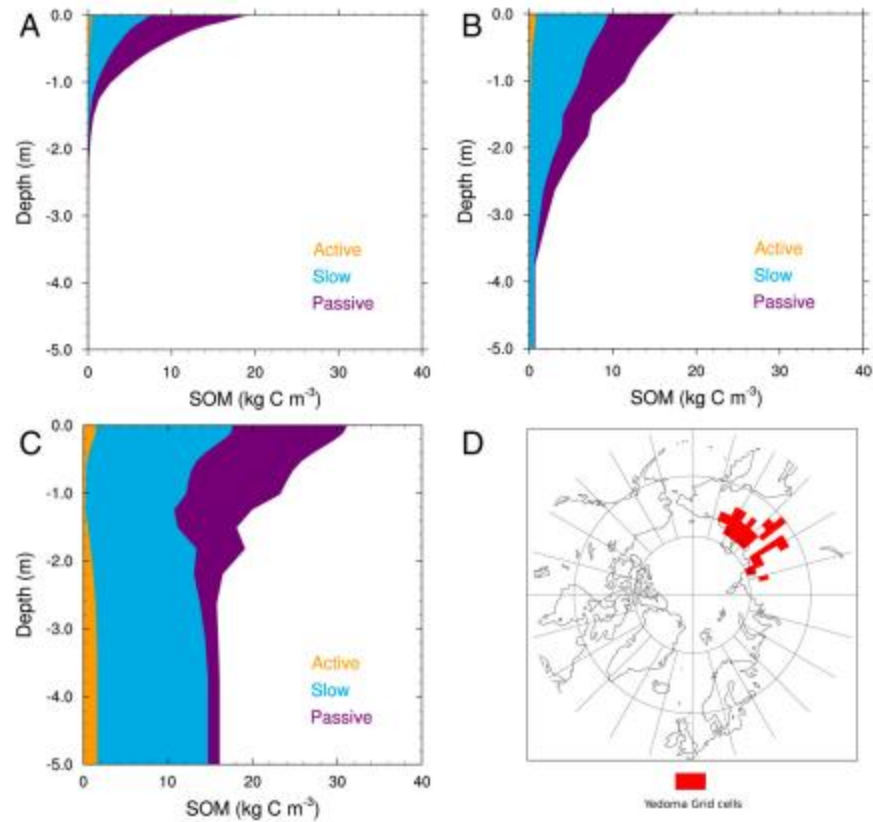 A
B
0.0
-1.0
-2.0
-3.0
-4.0
-5.0
Depth (m)
Active
Slow
Passive
0
10
20
30
40
SOM (kg C m⁻³)
0.0
-1.0
-2.0
-3.0
-4.0
-5.0
Depth (m)
Active
Slow
Passive
0
10
20
30
40
SOM (kg C m⁻³)
C
D
0.0
-1.0
-2.0
-3.0
-4.0
-5.0
Depth (m)
Active
Slow
Passive
0
10
20
30
40
SOM (kg C m⁻³)
Yedoma Grid cells